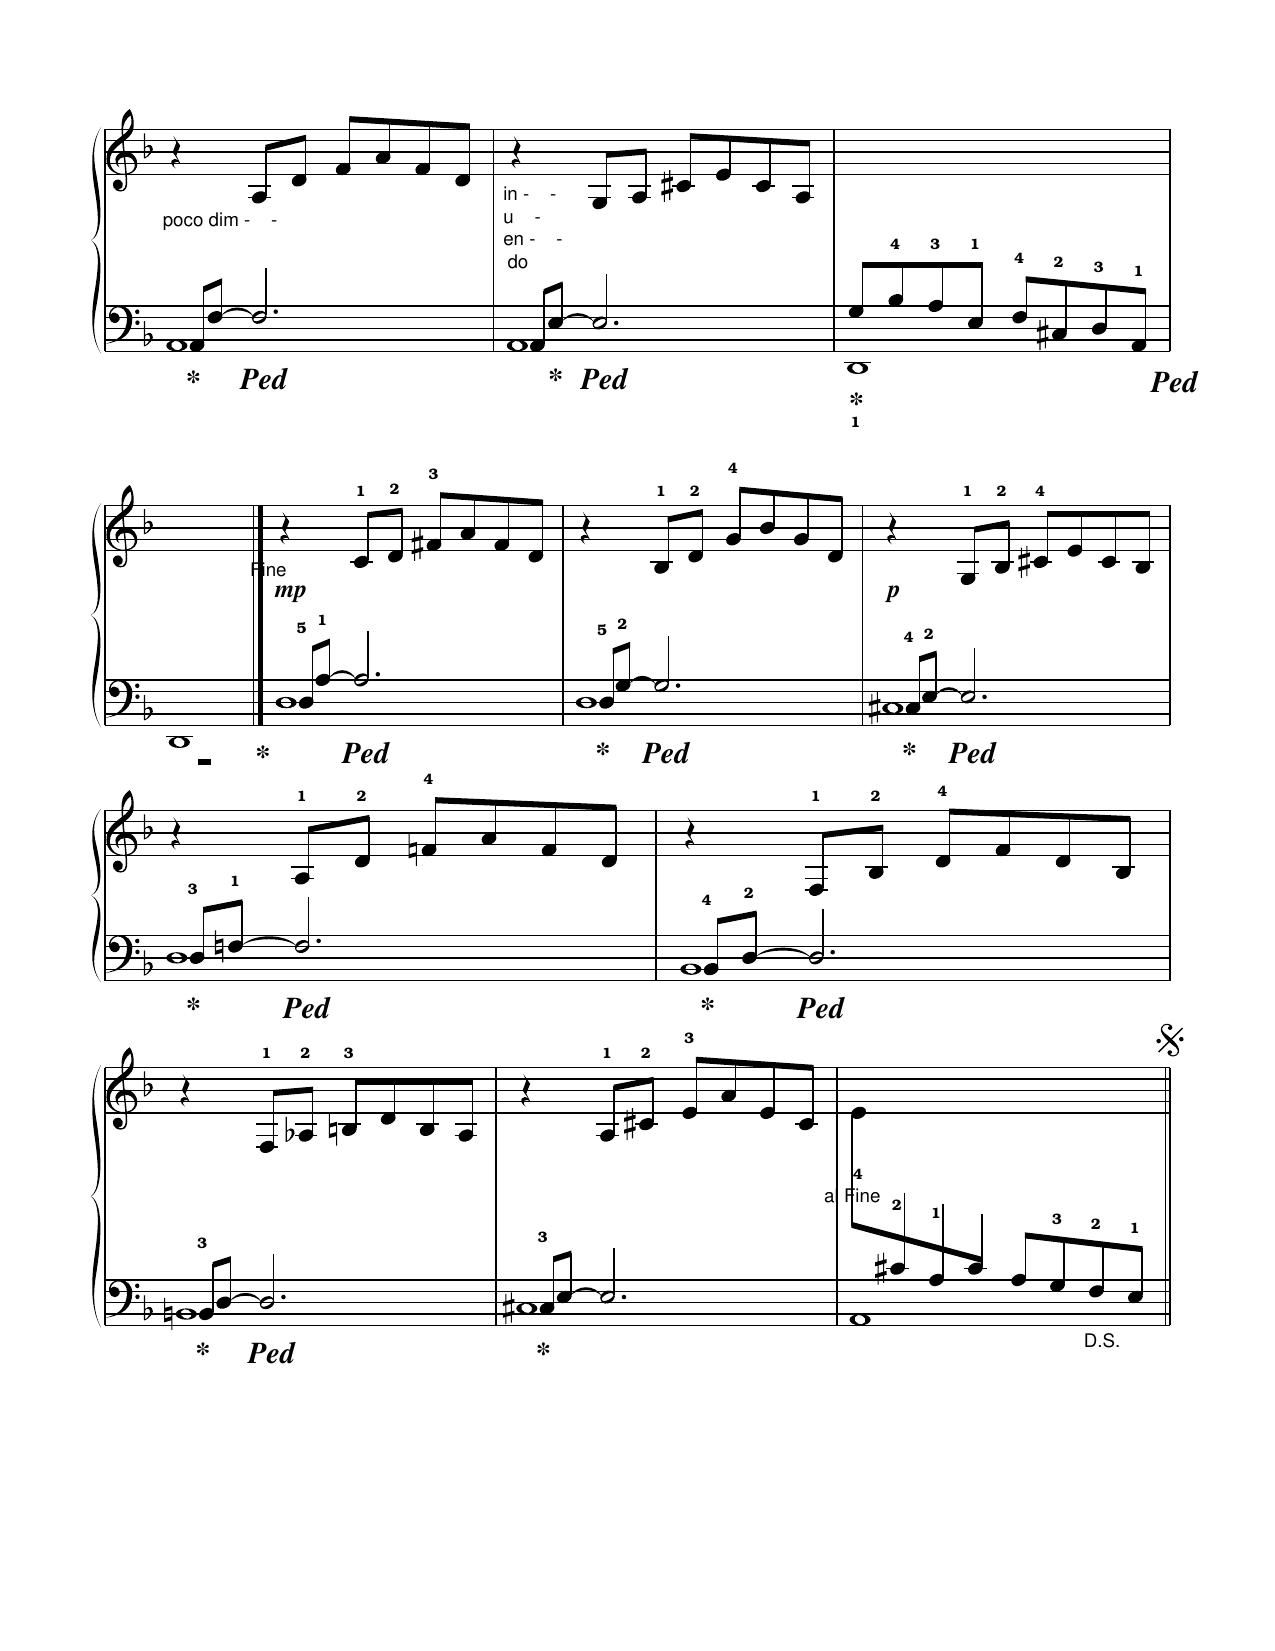 poco dim - -
in - -
u -
en - -
do
4 3 1 4 2 3 1
* Ped * Ped * Ped
1
1 2 3 1 2 4 1 2 4
Fine
mp p
5 1 5 2 4 2
* Ped * Ped * Ped
1 2 4 1 2 4
3 1 4 2
* Ped * Ped
1 2 3 1 2 3
4
al Fine
2 1 3 2 1
3 3
D.S.
* Ped *